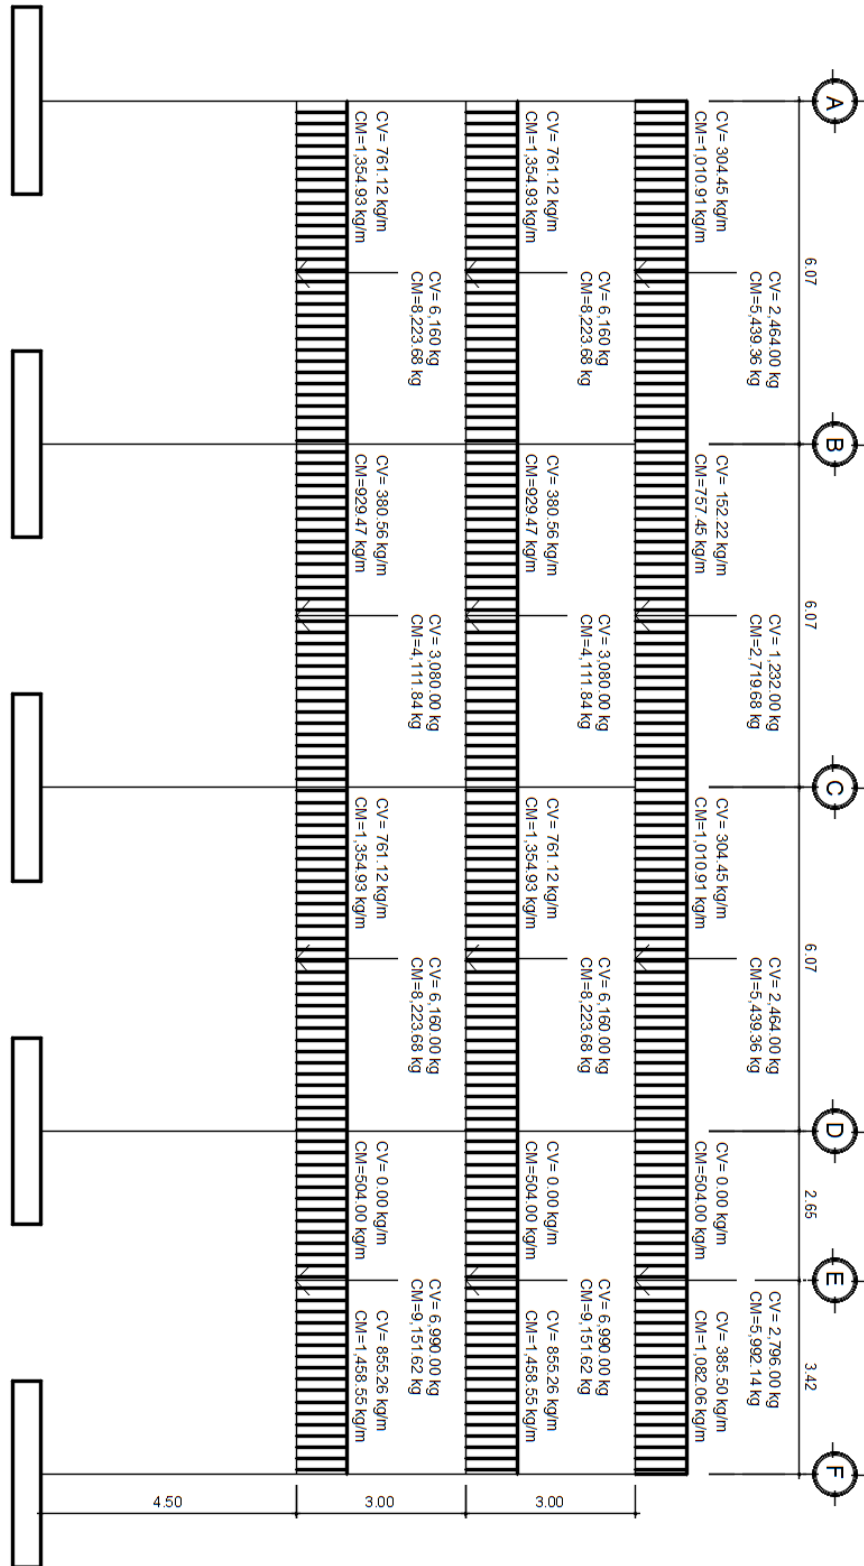 A
B
C
D
E
F
6.07
6.07
6.07
2.65
3.42
CV= 2,464.00 kg
CM=5,439.36 kg
CV= 1,232.00 kg
CM=2,719.68 kg
CV= 2,464.00 kg
CM=5,439.36 kg
CV= 2,796.00 kg
CM=5,992.14 kg
CV= 304.45 kg/m
CM=1,010.91 kg/m
CV= 152.22 kg/m
CM=757.45 kg/m
CV= 304.45 kg/m
CM=1,010.91 kg/m
CV= 0.00 kg/m
CM=504.00 kg/m
CV= 385.50 kg/m
CM=1,082.06 kg/m
3.00
CV= 6,160 kg
CM=8,223.68 kg
CV= 3,080.00 kg
CM=4,111.84 kg
CV= 6,160.00 kg
CM=8,223.68 kg
CV= 6,990.00 kg
CM=9,151.62 kg
CV= 761.12 kg/m
CM=1,354.93 kg/m
CV= 380.56 kg/m
CM=929.47 kg/m
CV= 761.12 kg/m
CM=1,354.93 kg/m
CV= 0.00 kg/m
CM=504.00 kg/m
CV= 855.26 kg/m
CM=1,458.55 kg/m
3.00
CV= 6,160 kg
CM=8,223.68 kg
CV= 3,080.00 kg
CM=4,111.84 kg
CV= 6,160.00 kg
CM=8,223.68 kg
CV= 6,990.00 kg
CM=9,151.62 kg
CV= 761.12 kg/m
CM=1,354.93 kg/m
CV= 380.56 kg/m
CM=929.47 kg/m
CV= 761.12 kg/m
CM=1,354.93 kg/m
CV= 0.00 kg/m
CM=504.00 kg/m
CV= 855.26 kg/m
CM=1,458.55 kg/m
4.50